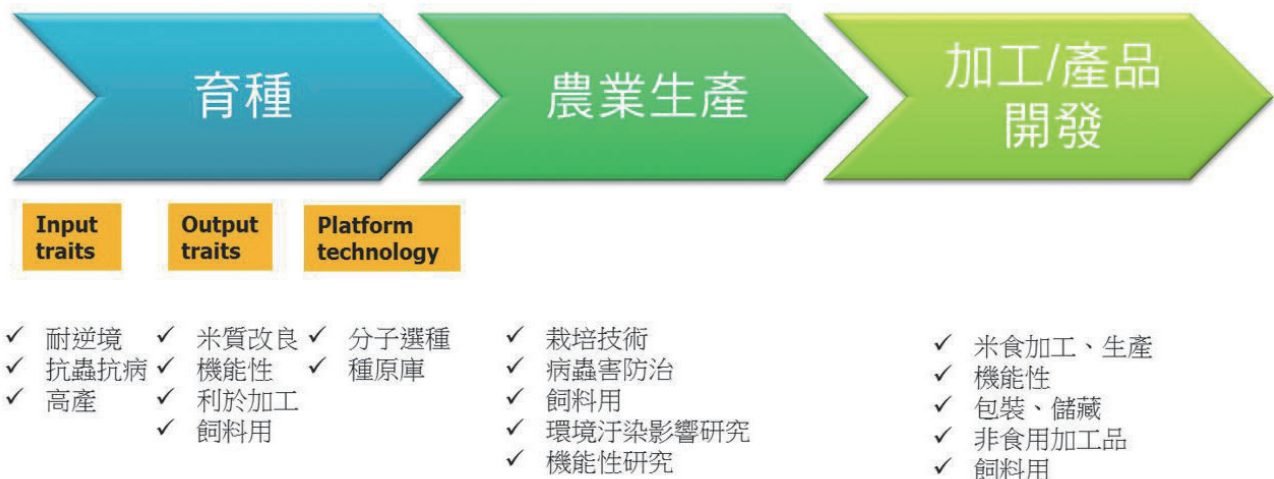 育種
農業生產
加工/產品
開發
Input
traits
Output
traits
Platform
technology
✓ 耐逆境
✓ 抗蟲抗病
✓ 高產
✓ 米質改良
✓ 機能性
✓ 利於加工
✓ 飼料用
✓ 分子選種
✓ 種原庫
✓ 栽培技術
✓ 病蟲害防治
✓ 飼料用
✓ 環境汙染影響研究
✓ 機能性研究
✓ 米食加工、生產
✓ 機能性
✓ 包裝、儲藏
✓ 非食用加工品
✓ 飼料用